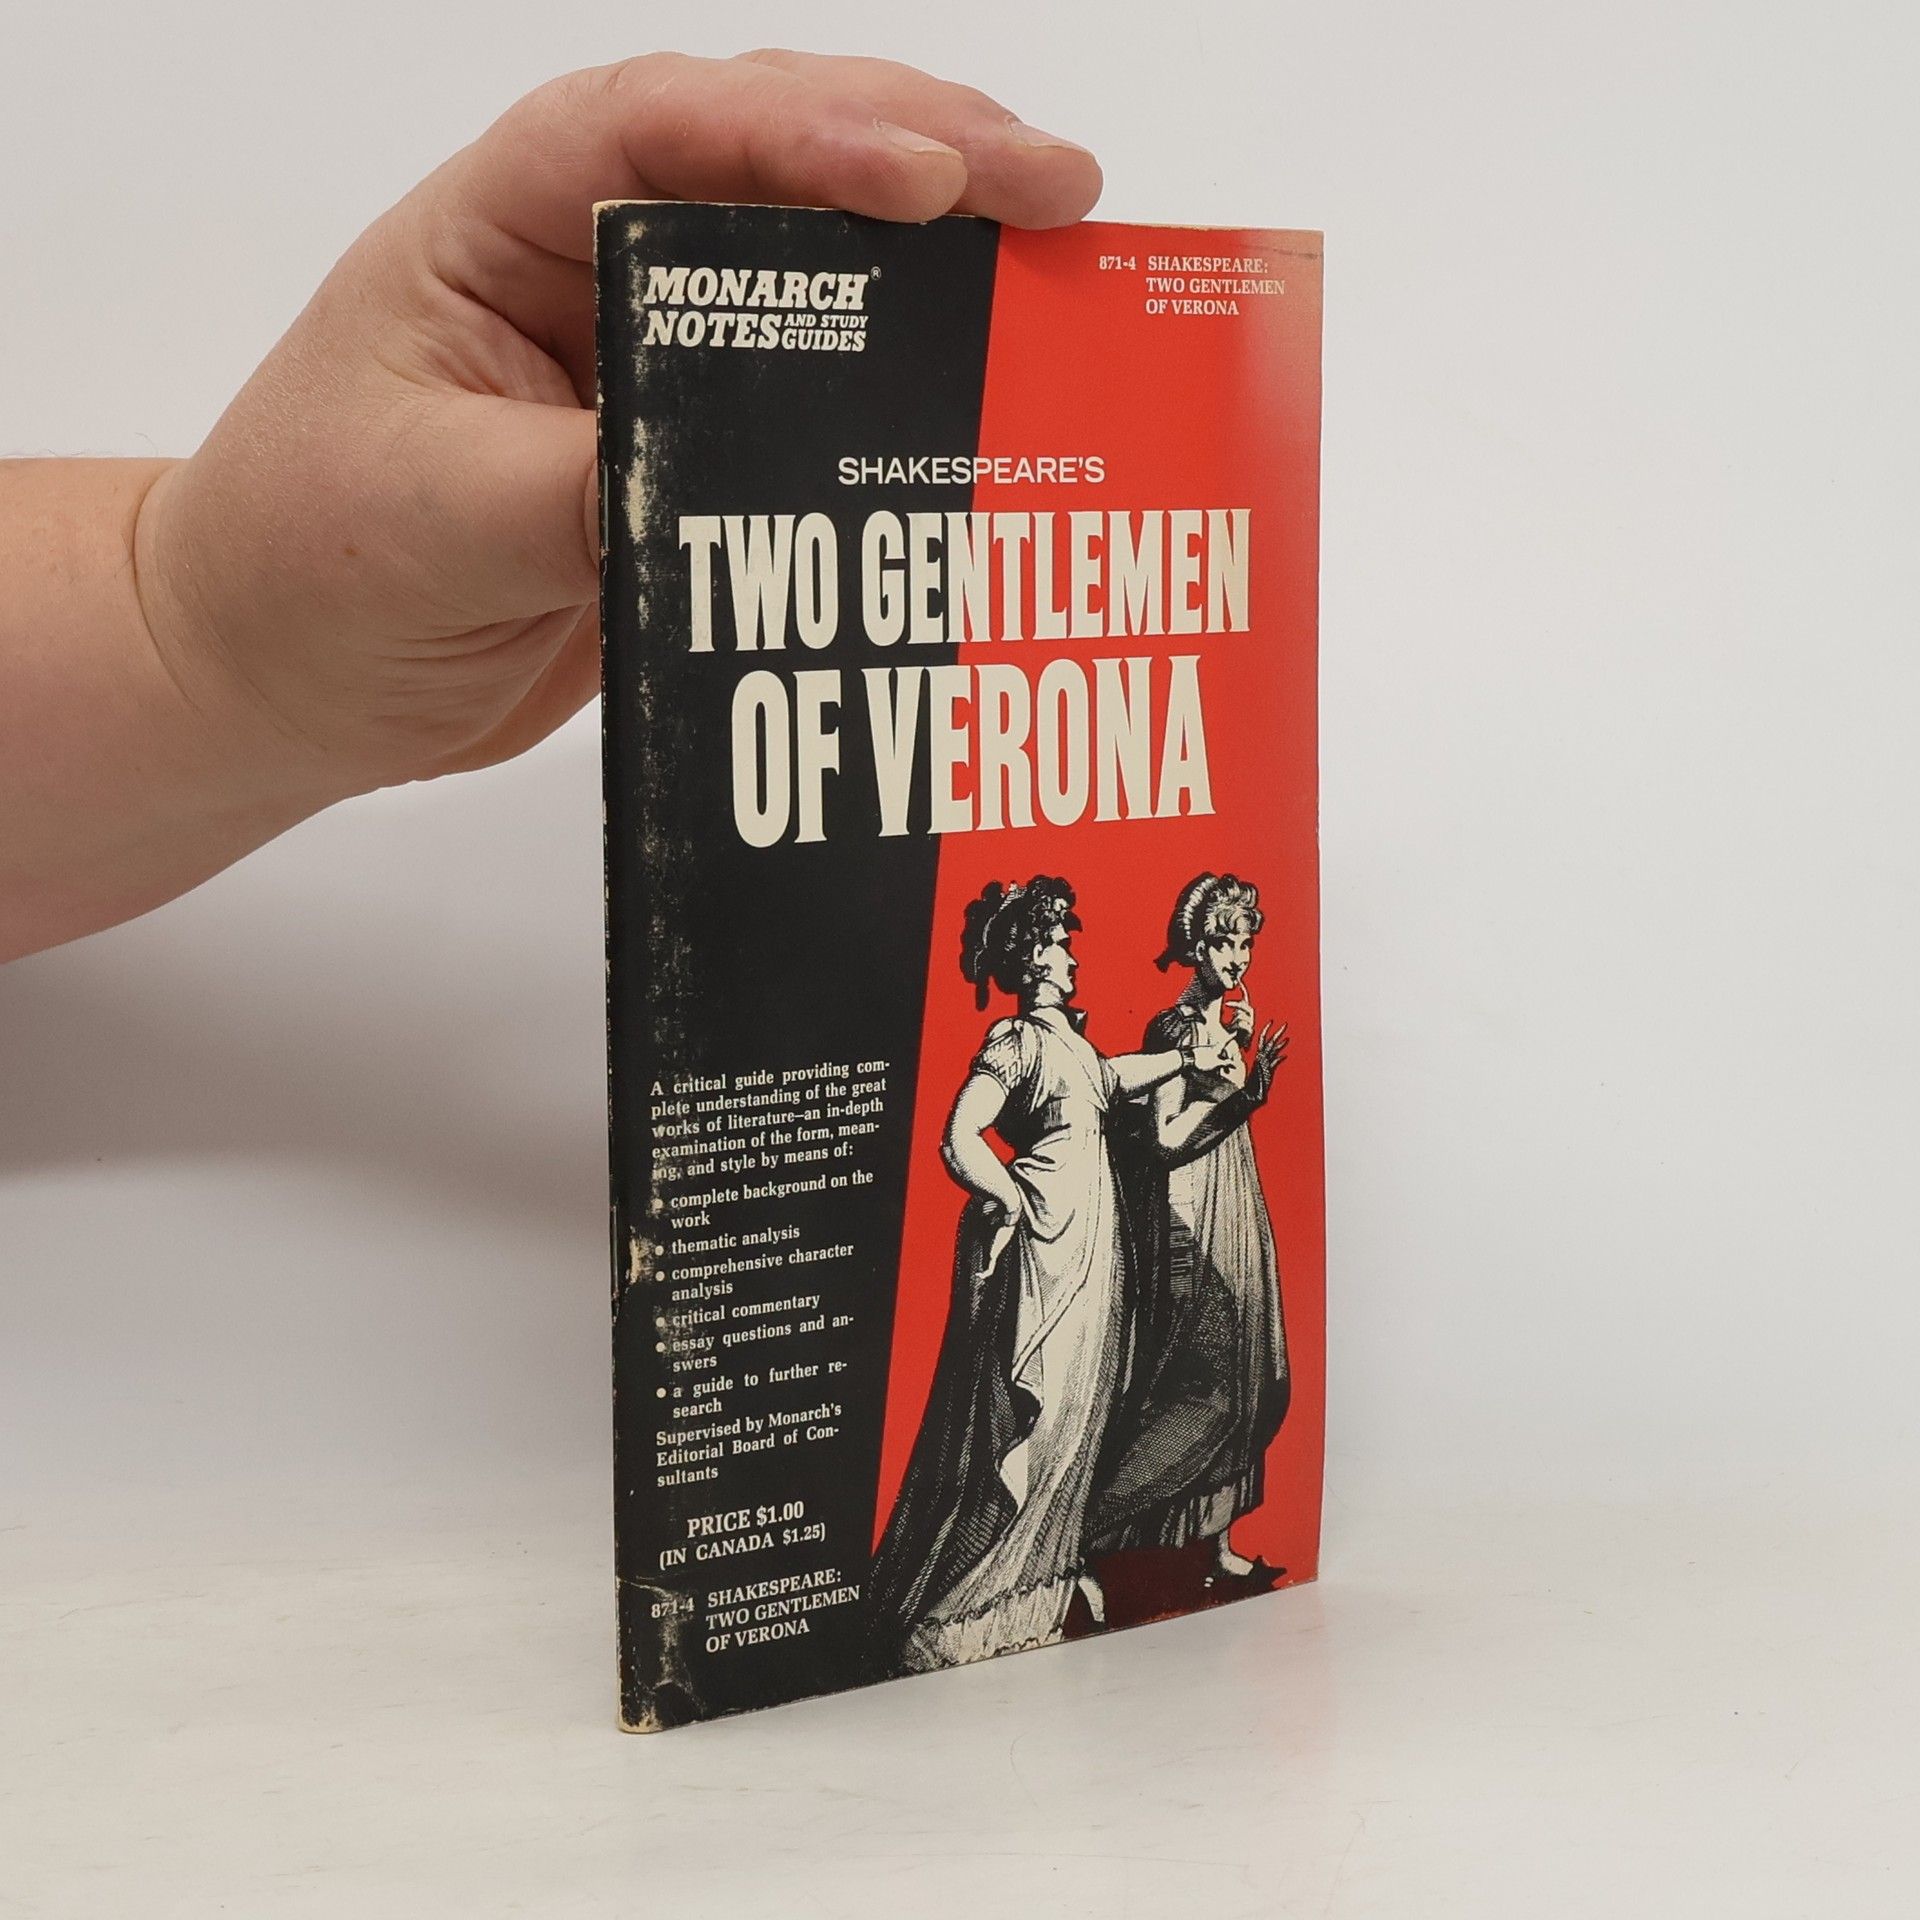 MONARCH®
NOTES AND STUDY
GUIDES
871-4 SHAKESPEARE:
TWO GENTLEMEN
OF VERONA
SHAKESPEARE'S
TWO GENTLEMEN
OF VERONA
A critical guide providing com-
plete understanding of the great
works of literature—an in-depth
examination of the form, mean-
ing, and style by means of:
• complete background on the
work
• thematic analysis
• comprehensive character
analysis
• critical commentary
• essay questions and an-
swers
• a guide to further re-
search
Supervised by Monarch's
Editorial Board of Con-
sultants
PRICE $1.00
(IN CANADA $1.25)
871-4 SHAKESPEARE:
TWO GENTLEMEN
OF VERONA